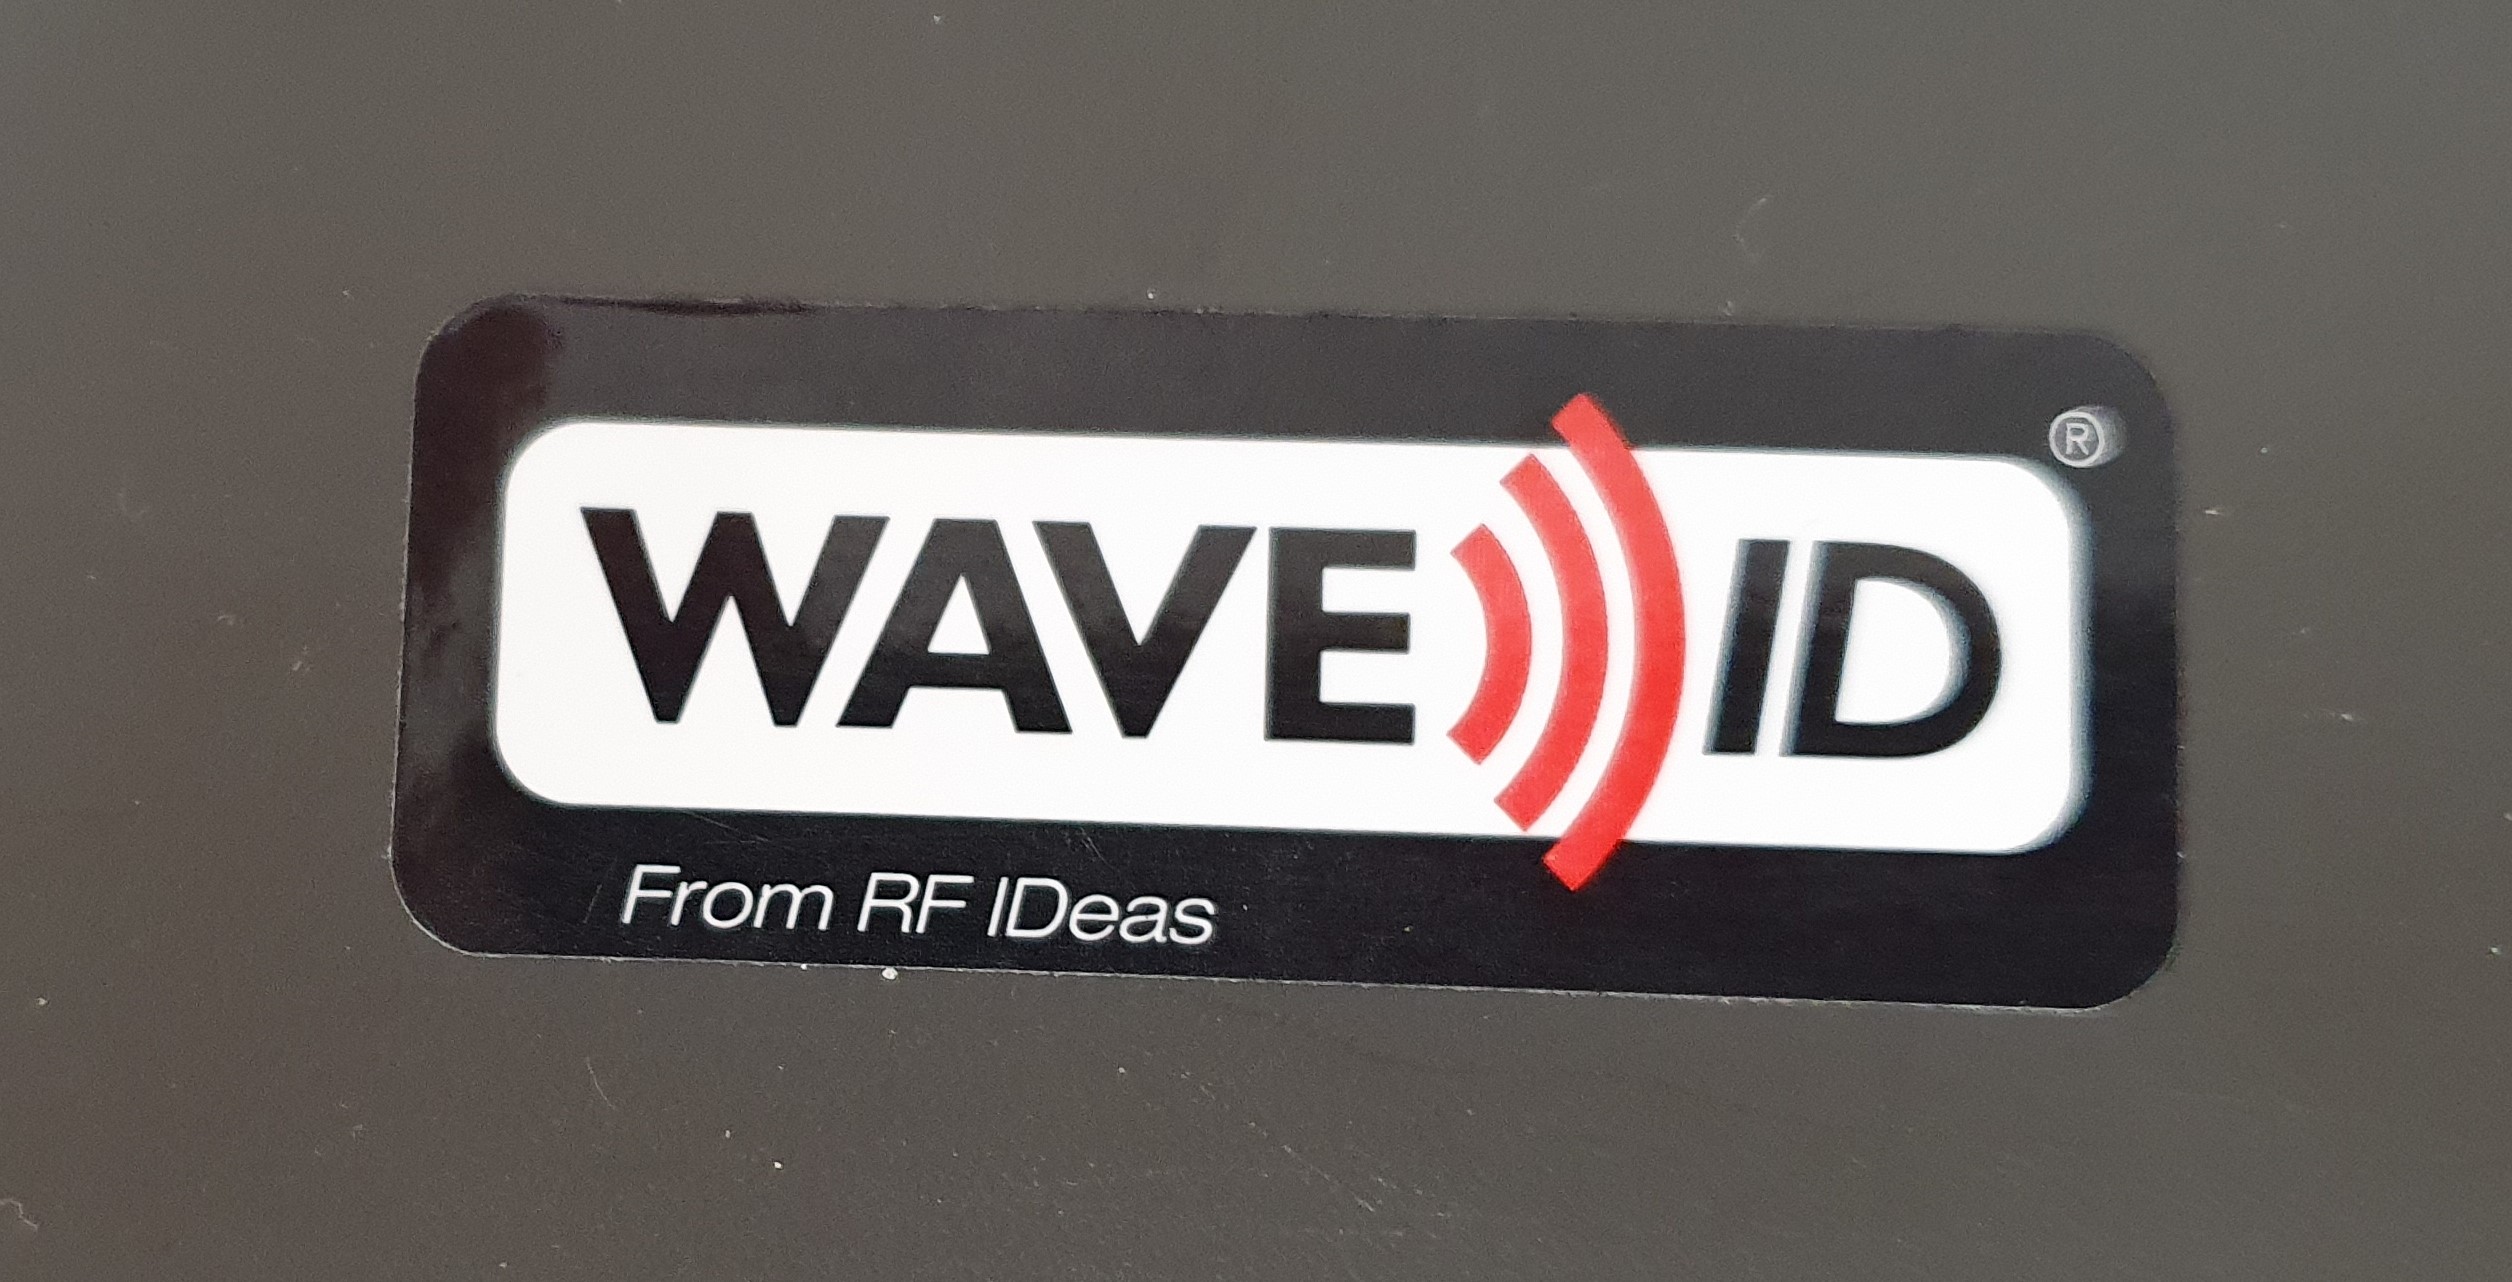 WAVE ID ®
From RF IDeas